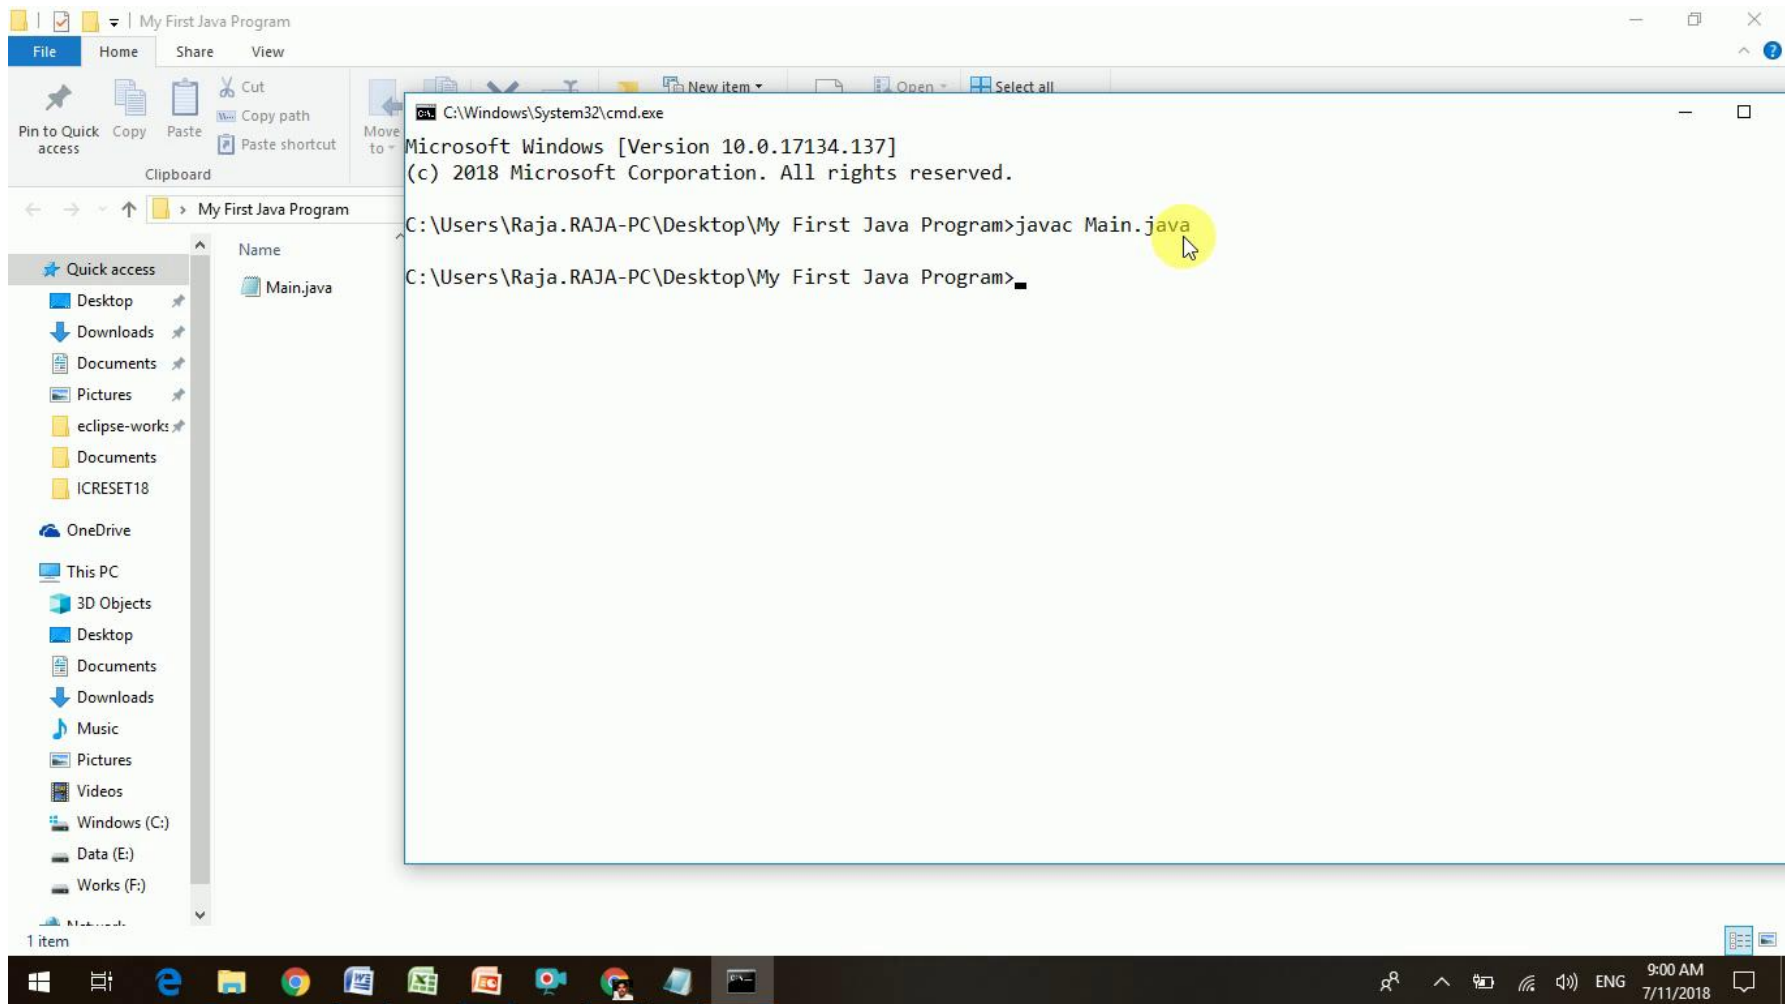 My First Java Program
File Home Share View
Pin to Quick access
Copy
Paste
Cut
Copy path
Paste shortcut
Clipboard
Move to
New item
Open
Select all
My First Java Program
Name
Main.java
C:\Windows\System32\cmd.exe
Microsoft Windows [Version 10.0.17134.137]
(c) 2018 Microsoft Corporation. All rights reserved.
C:\Users\Raja.RAJA-PC\Desktop\My First Java Program>javac Main.java
C:\Users\Raja.RAJA-PC\Desktop\My First Java Program>
Quick access
Desktop
Downloads
Documents
Pictures
eclipse-works
Documents
ICRESET18
OneDrive
This PC
3D Objects
Desktop
Documents
Downloads
Music
Pictures
Videos
Windows (C:)
Data (E:)
Works (F:)
1 item
ENG
9:00 AM
7/11/2018